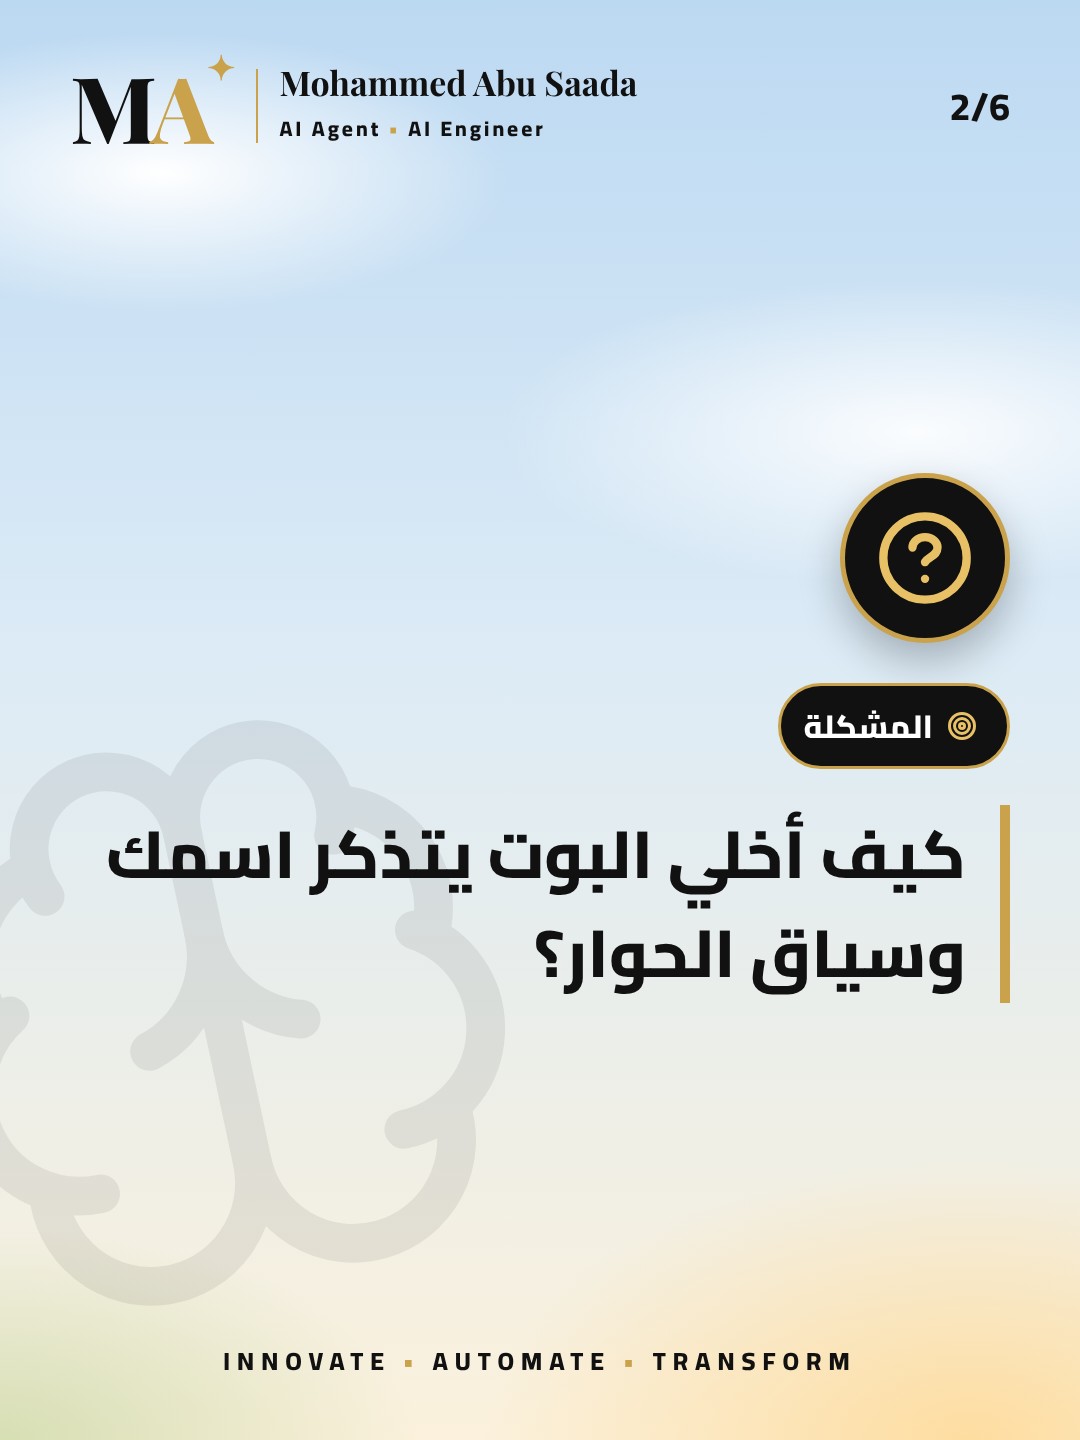 MA
Mohammed Abu Saada
AI Agent ▪ AI Engineer
2/6
المشكلة
كيف أخلي البوت يتذكر اسمك
وسياق الحوار؟
INNOVATE ▪ AUTOMATE ▪ TRANSFORM